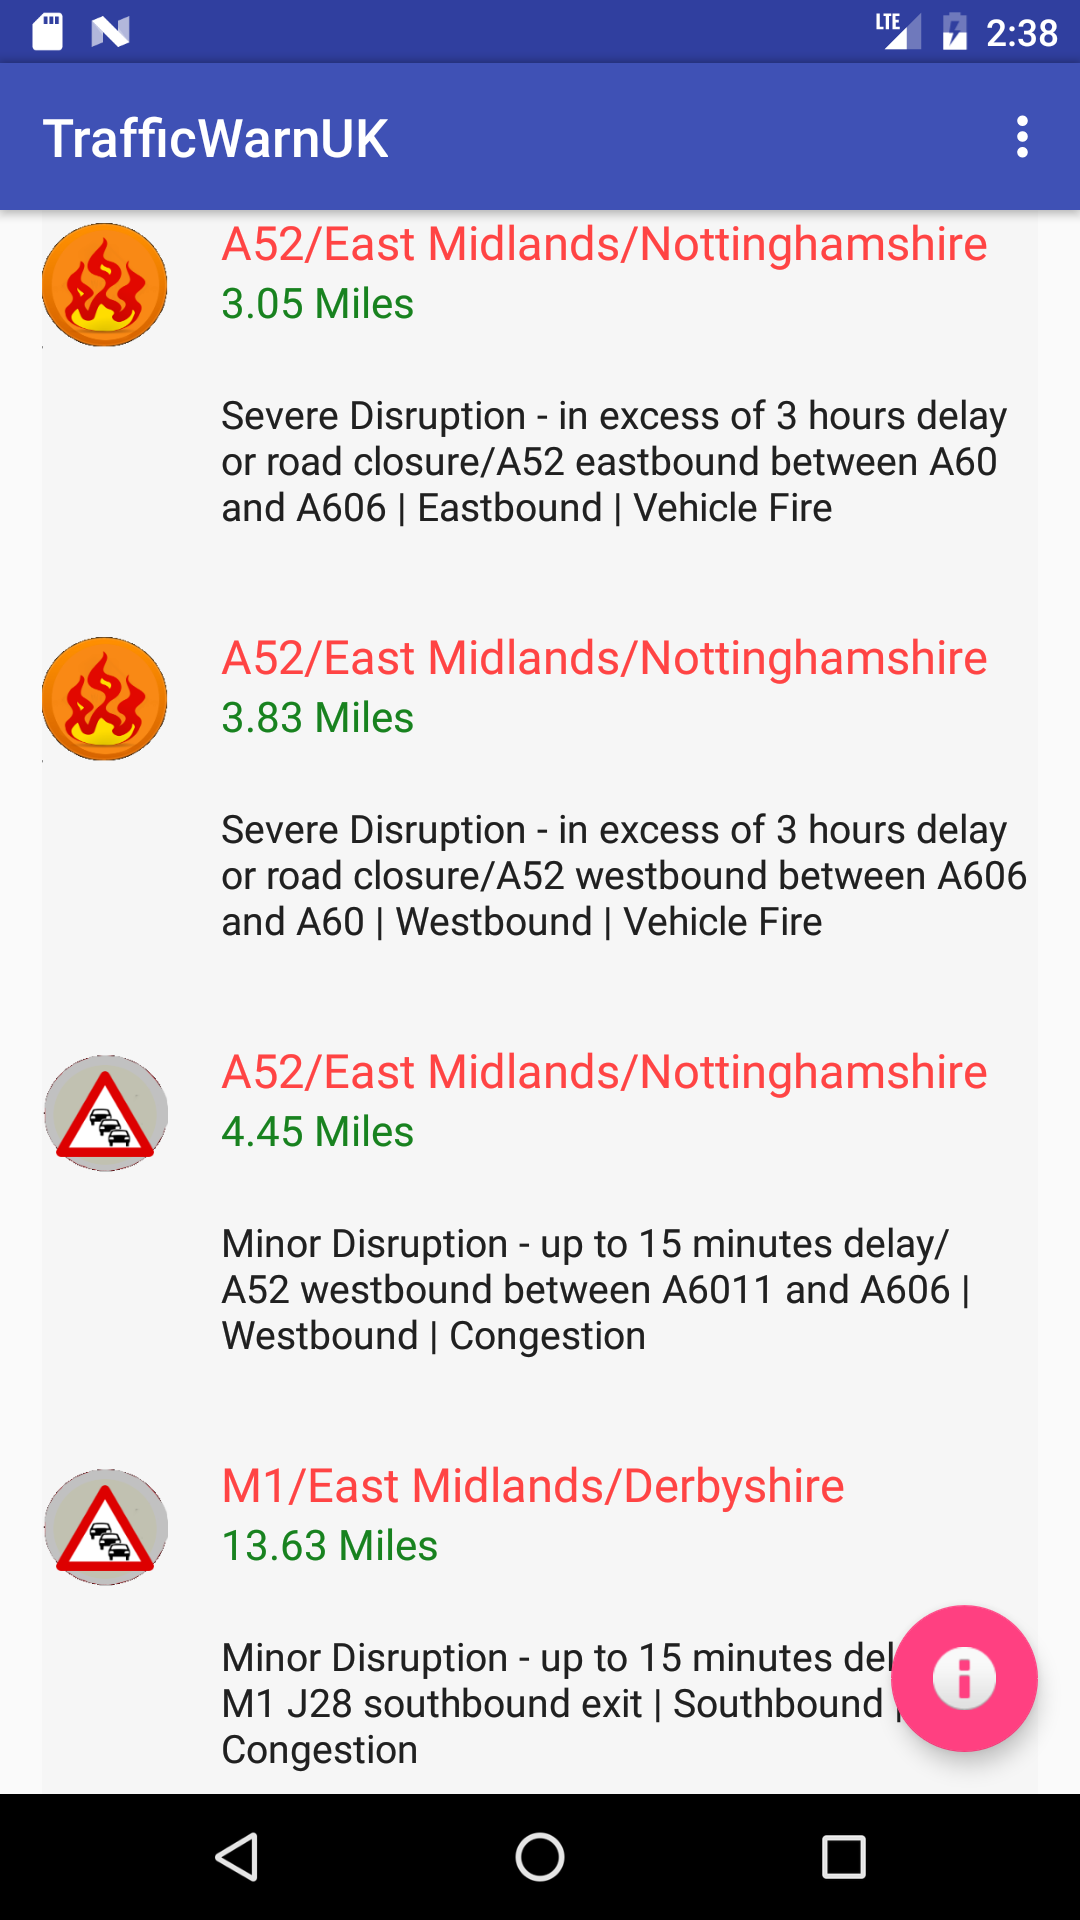 LTE 2:38
TrafficWarnUK
A52/East Midlands/Nottinghamshire
3.05 Miles
Severe Disruption - in excess of 3 hours delay
or road closure/A52 eastbound between A60
and A606 | Eastbound | Vehicle Fire
A52/East Midlands/Nottinghamshire
3.83 Miles
Severe Disruption - in excess of 3 hours delay
or road closure/A52 westbound between A606
and A60 | Westbound | Vehicle Fire
A52/East Midlands/Nottinghamshire
4.45 Miles
Minor Disruption - up to 15 minutes delay/
A52 westbound between A6011 and A606 |
Westbound | Congestion
M1/East Midlands/Derbyshire
13.63 Miles
Minor Disruption - up to 15 minutes
M1 J28 southbound exit | Southbound |
Congestion